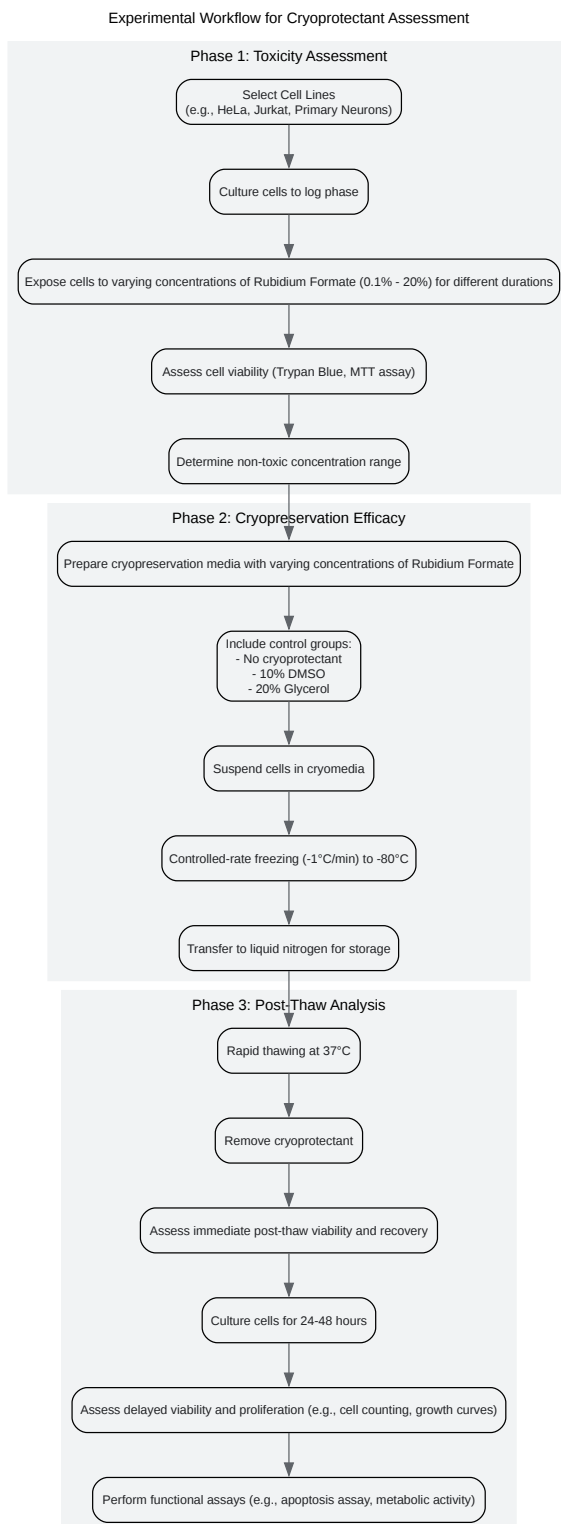 Experimental Workflow for Cryoprotectant Assessment
Phase 1: Toxicity Assessment
Select Cell Lines
(e.g., HeLa, Jurkat, Primary Neurons)
Culture cells to log phase
Expose cells to varying concentrations of Rubidium Formate (0.1% - 20%) for different durations
Assess cell viability (Trypan Blue, MTT assay)
Determine non-toxic concentration range
Phase 2: Cryopreservation Efficacy
Prepare cryopreservation media with varying concentrations of Rubidium Formate
Include control groups:
- No cryoprotectant
- 10% DMSO
- 20% Glycerol
Suspend cells in cryomedia
Controlled-rate freezing (-1°C/min) to -80°C
Transfer to liquid nitrogen for storage
Phase 3: Post-Thaw Analysis
Rapid thawing at 37°C
Remove cryoprotectant
Assess immediate post-thaw viability and recovery
Culture cells for 24-48 hours
Assess delayed viability and proliferation (e.g., cell counting, growth curves)
Perform functional assays (e.g., apoptosis assay, metabolic activity)